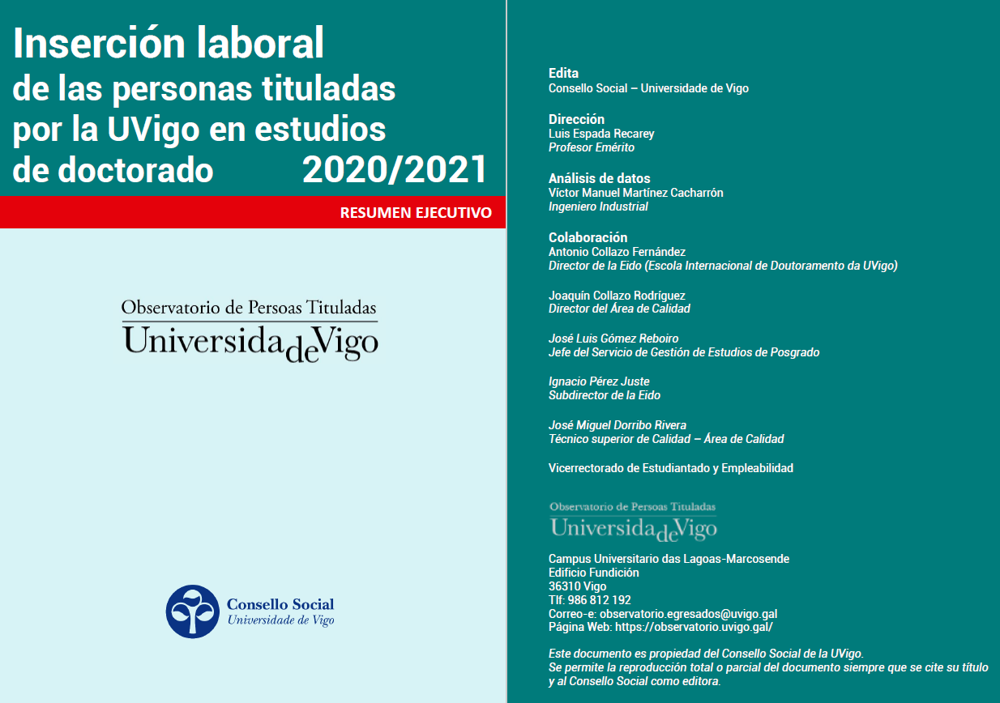 Inserción laboral
de las personas tituladas
por la UVigo en estudios
de doctorado 2020/2021
RESUMEN EJECUTIVO
Observatorio de Persoas Tituladas
UniversidadeVigo
Consello Social
Universidade de Vigo
Edita
Consello Social – Universidade de Vigo
Dirección
Luis Espada Recarey
Profesor Emérito
Análisis de datos
Víctor Manuel Martínez Cacharrón
Ingeniero Industrial
Colaboración
Antonio Collazo Fernández
Director de la Eido (Escola Internacional de Doutoramento da UVigo)
Joaquín Collazo Rodríguez
Director del Área de Calidad
José Luis Gómez Reboiro
Jefe del Servicio de Gestión de Estudios de Posgrado
Ignacio Pérez Juste
Subdirector de la Eido
José Miguel Dorribo Rivera
Técnico superior de Calidad – Área de Calidad
Vicerrectorado de Estudiantado y Empleabilidad
Observatorio de Persoas Tituladas
UniversidadeVigo
Campus Universitario das Lagoas-Marcosende
Edificio Fundición
36310 Vigo
Tlf: 986 812 192
Correo-e: observatorio.egresados@uvigo.gal
Página Web: https://observatorio.uvigo.gal/
Este documento es propiedad del Consello Social de la UVigo.
Se permite la reproducción total o parcial del documento siempre que se cite su título
y al Consello Social como editora.